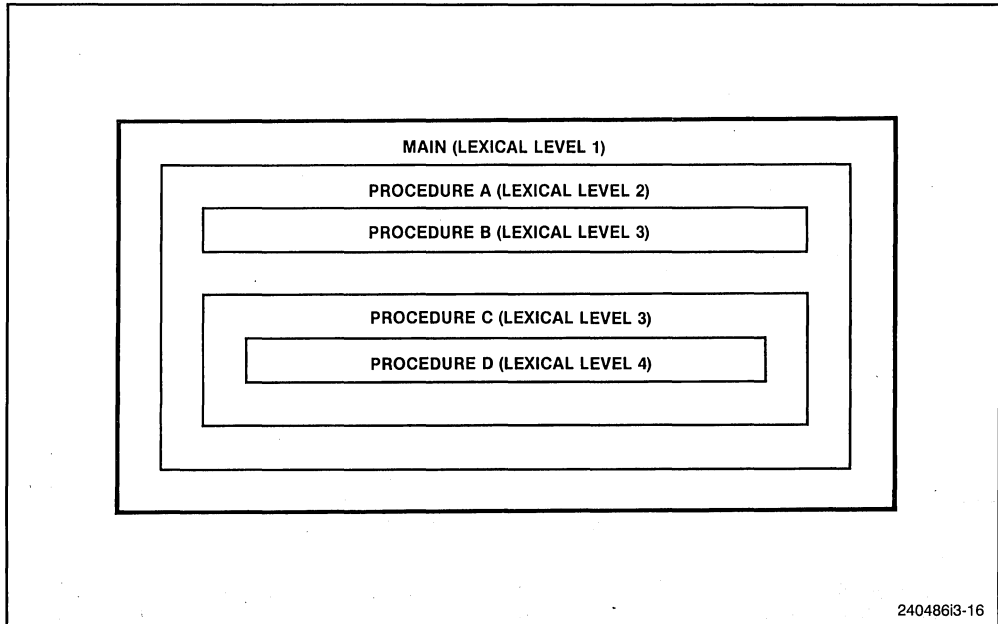 MAIN (LEXICAL LEVEL 1)
PROCEDURE A (LEXICAL LEVEL 2)
PROCEDURE B (LEXICAL LEVEL 3)
PROCEDURE C (LEXICAL LEVEL 3)
PROCEDURE D (LEXICAL LEVEL 4)
240486i3-16